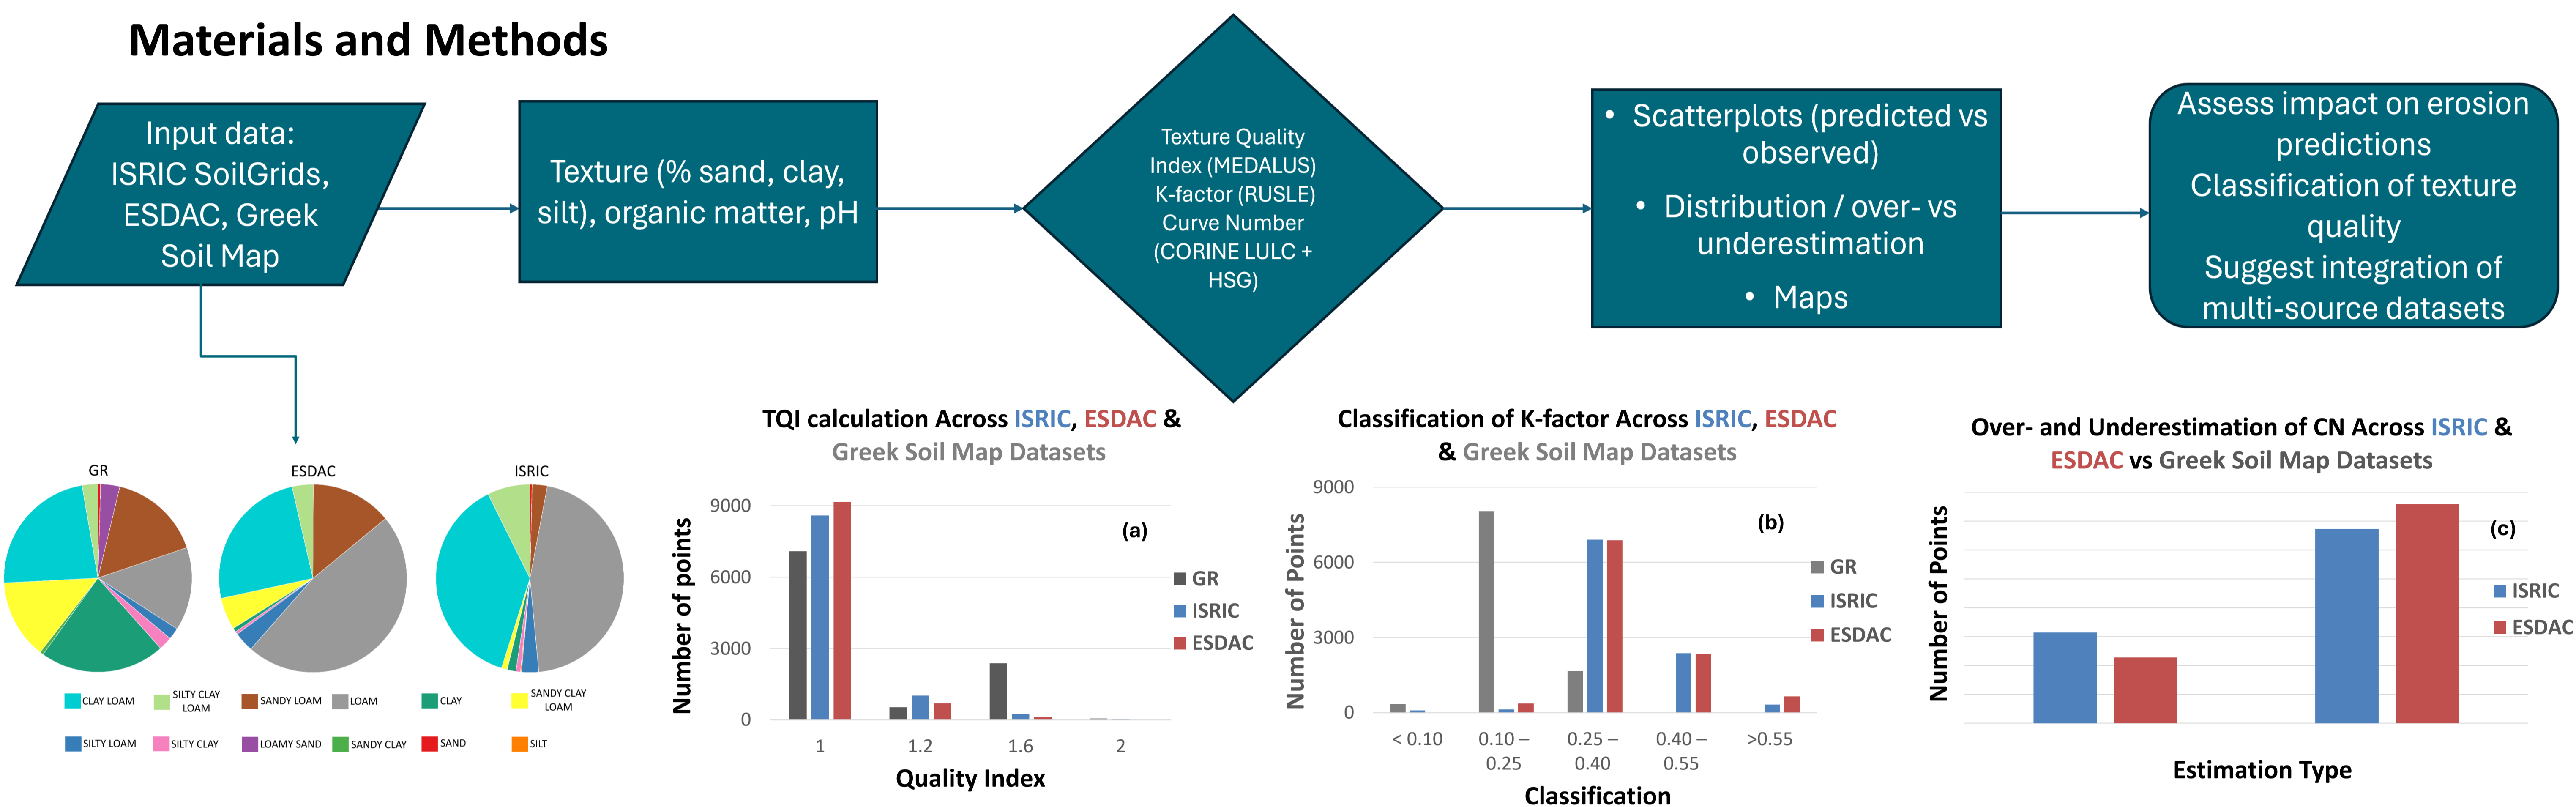 Materials and Methods
Input data:
ISRIC SoilGrids,
ESDAC, Greek
Soil Map
Texture (% sand, clay,
silt), organic matter, pH
Texture Quality
Index (MEDALUS)
K-factor (RUSLE)
Curve Number
(CORINE LULC +
HSG)
• Scatterplots (predicted vs
observed)
• Distribution / over- vs
underestimation
• Maps
Assess impact on erosion
predictions
Classification of texture
quality
Suggest integration of
multi-source datasets
GR
ESDAC
ISRIC
CLAY LOAM
SILTY CLAY
LOAM
SANDY LOAM
LOAM
CLAY
SANDY CLAY
LOAM
SILTY LOAM
SILTY CLAY
LOAMY SAND
SANDY CLAY
SAND
SILT
TQI calculation Across ISRIC, ESDAC &
Greek Soil Map Datasets
Number of points
9000
6000
3000
0
(a)
GR
ISRIC
ESDAC
1
1.2
1.6
2
Quality Index
Classification of K-factor Across ISRIC, ESDAC
& Greek Soil Map Datasets
Number of Points
9000
6000
3000
0
(b)
GR
ISRIC
ESDAC
< 0.10
0.10 –
0.25
0.25 –
0.40
0.40 –
0.55
>0.55
Classification
Over- and Underestimation of CN Across ISRIC &
ESDAC vs Greek Soil Map Datasets
Number of Points
(c)
ISRIC
ESDAC
Estimation Type